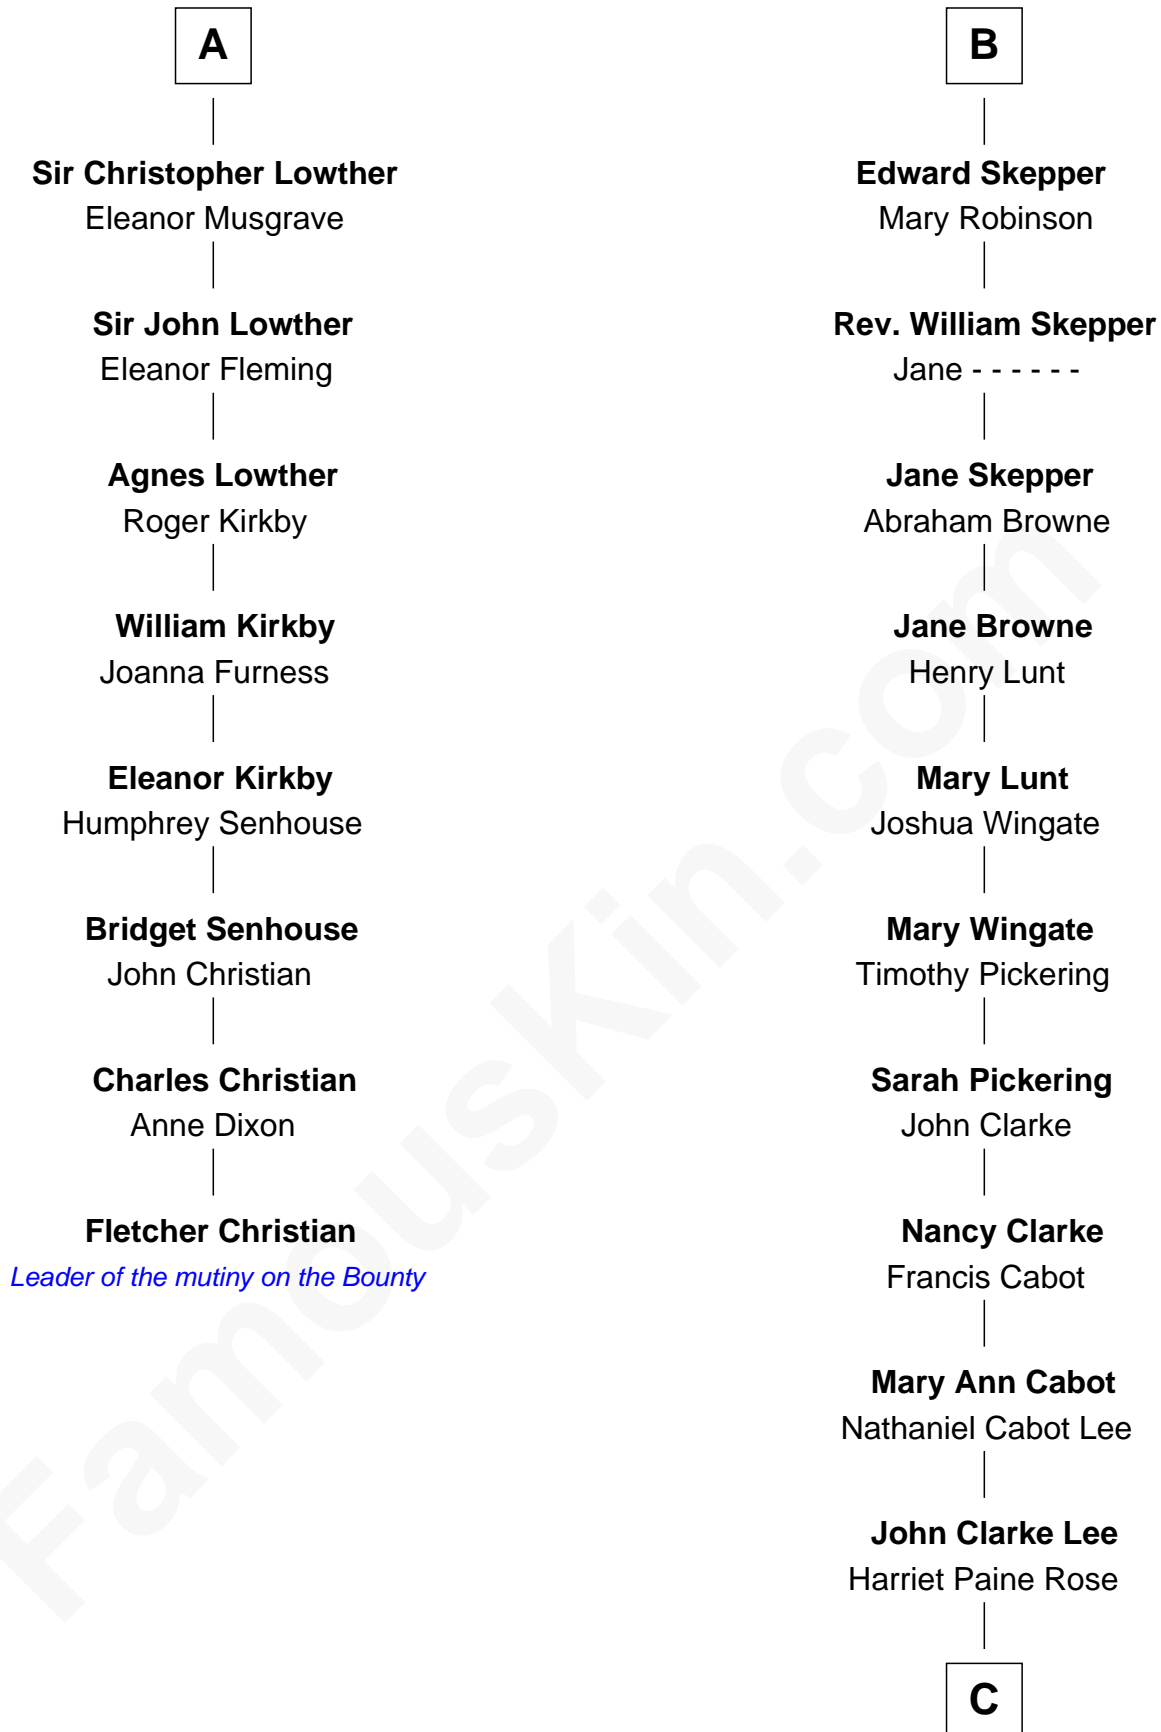 A
Sir Christopher Lowther
Eleanor Musgrave
Sir John Lowther
Eleanor Fleming
Agnes Lowther
Roger Kirkby
William Kirkby
Joanna Furness
Eleanor Kirkby
Humphrey Senhouse
Bridget Senhouse
John Christian
Charles Christian
Anne Dixon
Fletcher Christian
Leader of the mutiny on the Bounty
B
Edward Skepper
Mary Robinson
Rev. William Skepper
Jane - - - - - -
Jane Skepper
Abraham Browne
Jane Browne
Henry Lunt
Mary Lunt
Joshua Wingate
Mary Wingate
Timothy Pickering
Sarah Pickering
John Clarke
Nancy Clarke
Francis Cabot
Mary Ann Cabot
Nathaniel Cabot Lee
John Clarke Lee
Harriet Paine Rose
C
FamousKin.com